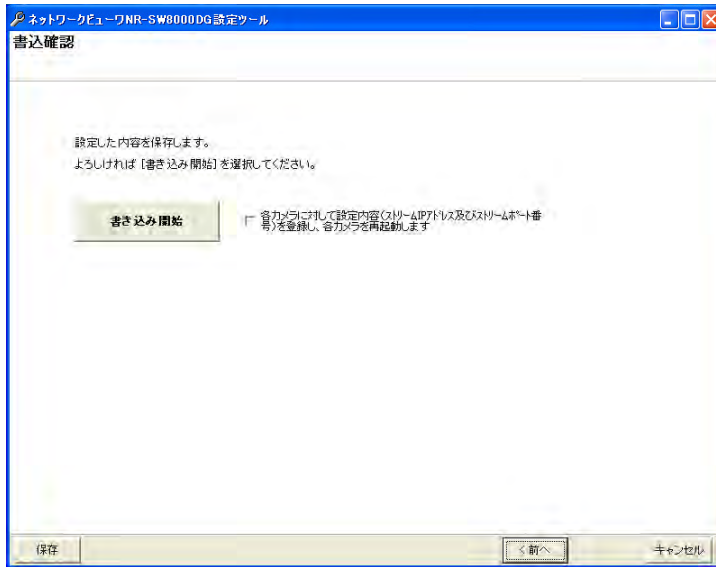 ネットワークビューワNR-SW8000DG設定ツール
書込確認
設定した内容を保存します。
よろしければ［書き込み開始］を選択してください。
書き込み開始
各カメラに対して設定内容(ストリームIPアドレス及びストリームポート番
号)を登録し、各カメラを再起動します
保存
< 前へ
キャンセル